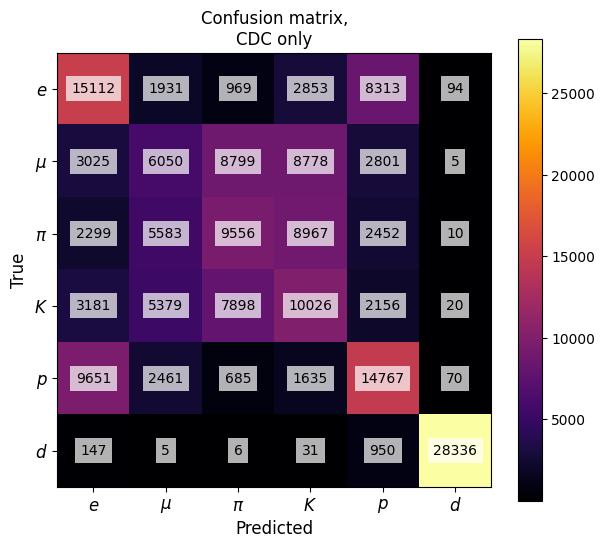 Confusion matrix,
CDC only
True
e 15112 1931 969 2853 8313 94
μ 3025 6050 8799 8778 2801 5
π 2299 5583 9556 8967 2452 10
K 3181 5379 7898 10026 2156 20
p 9651 2461 685 1635 14767 70
d 147 5 6 31 950 28336
e μ π K p d
Predicted
25000
20000
15000
10000
5000